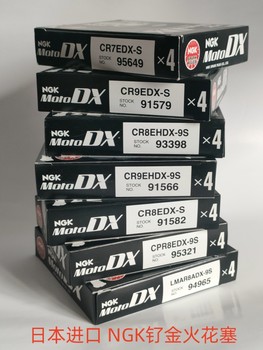 NGK
MotoDX
CR7EDX-S
STOCK NO. 95649
×4
NGK
MotoDX
CR9EDX-S
STOCK NO. 91579
×4
NGK
MotoDX
CR8EHDX-9S
STOCK NO. 93398
×4
NGK
MotoDX
CR9EHDX-9S
STOCK NO. 91566
×4
NGK
MotoDX
CR8EDX-S
STOCK NO. 91582
×4
NGK
MotoDX
CPR8EDX-9S
STOCK NO. 95321
×4
NGK
MotoDX
LMAR8ADX-9S
STOCK NO. 94965
×4
NGK
MotoDX
日本进口 NGK钌金火花塞